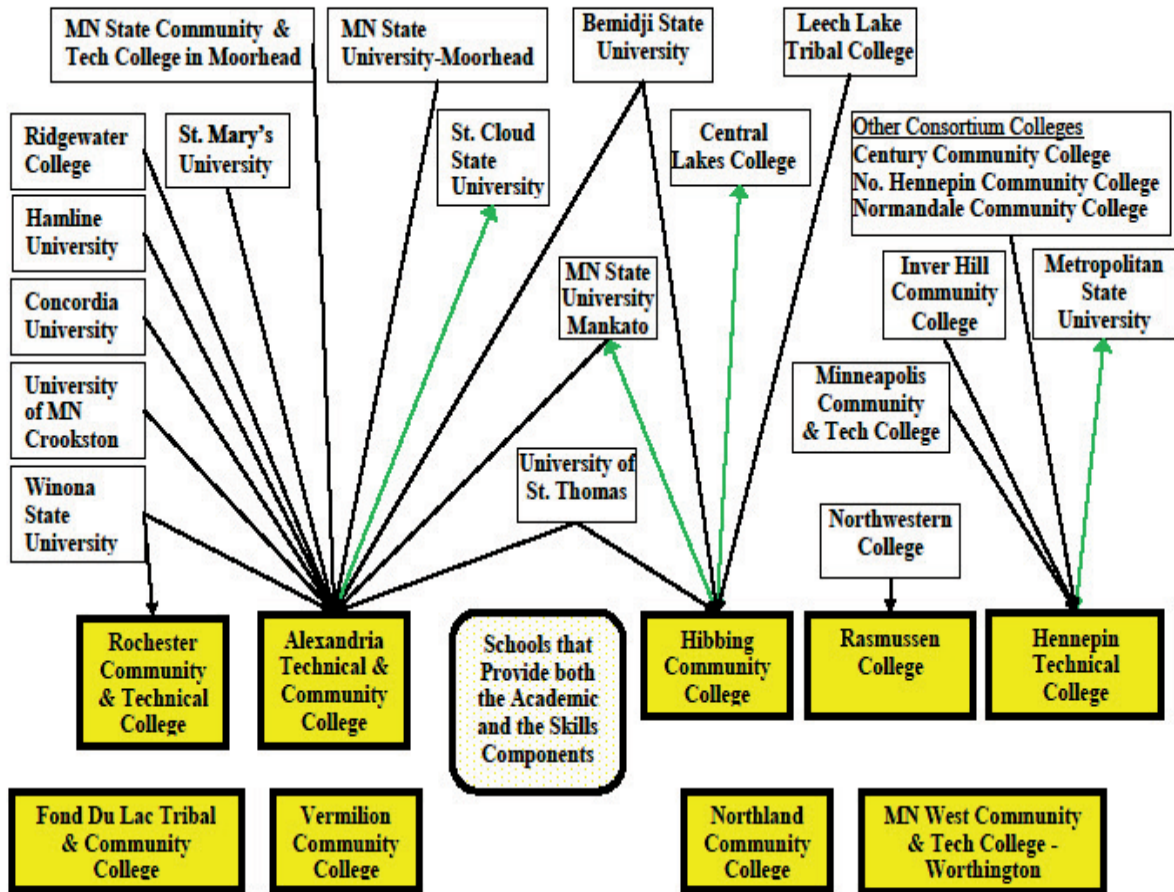 MN State Community &
Tech College in Moorhead
MN State
University-Moorhead
Bemidji State
University
Leech Lake
Tribal College
Ridgewater
College
St. Mary's
University
St. Cloud
State
University
Central
Lakes College
Other Consortium Colleges
Century Community College
No. Hennepin Community College
Normandale Community College
Hamline
University
MN State
University
Mankato
Inver Hill
Community
College
Metropolitan
State
University
Concordia
University
University
of MN
Crookston
Minneapolis
Community
& Tech College
Winona
State
University
University of
St. Thomas
Northwestern
College
Rochester
Community
& Technical
College
Alexandria
Technical &
Community
College
Schools that
Provide both
the Academic
and the Skills
Components
Hibbing
Community
College
Rasmussen
College
Hennepin
Technical
College
Fond Du Lac Tribal
& Community
College
Vermilion
Community
College
Northland
Community
College
MN West Community
& Tech College -
Worthington